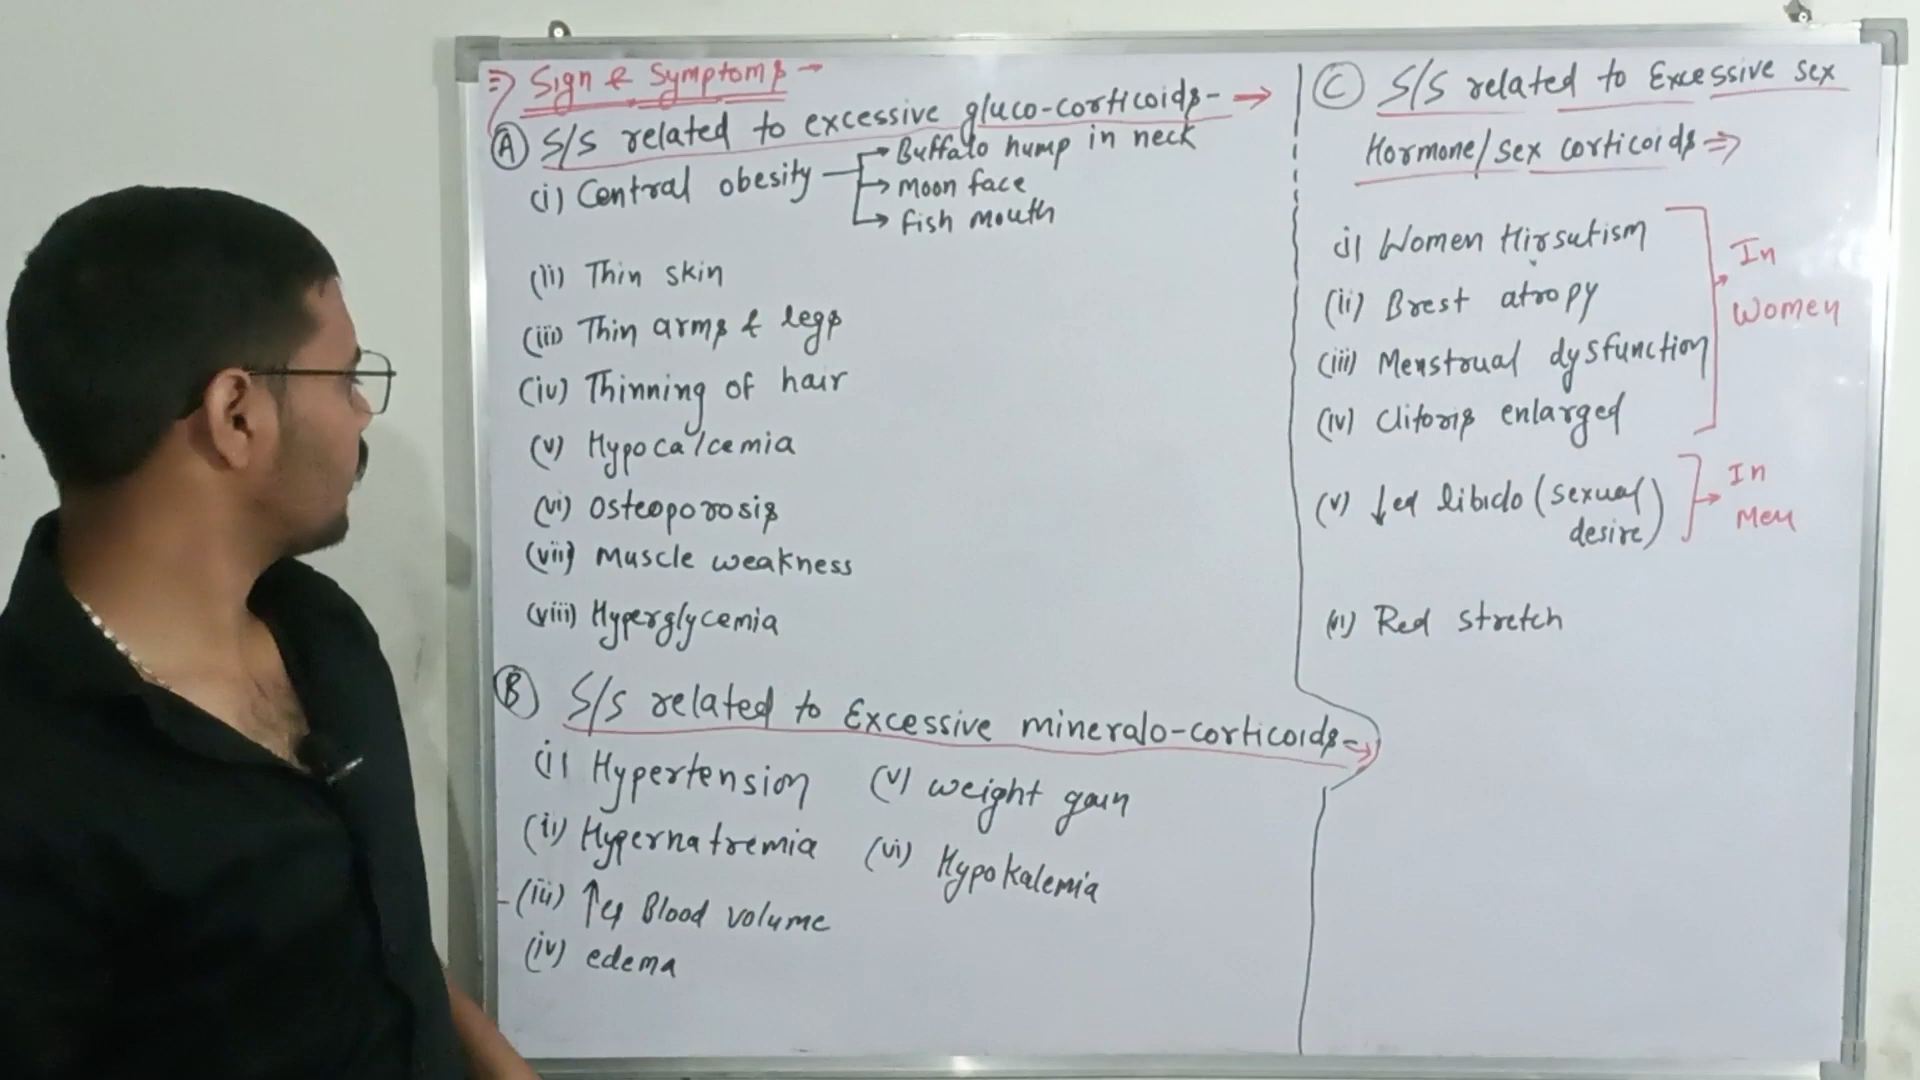 ⇒ Sign & Symptoms →
(A) S/S related to excessive gluco-corticoids- →
(i) Central obesity → Buffalo hump in neck
→ Moon face
→ fish mouth
(ii) Thin skin
(iii) Thin arms & legs
(iv) Thinning of hair
(v) Hypocalcemia
(vi) Osteoporosis
(vii) Muscle weakness
(viii) Hyperglycemia
(B) S/S related to Excessive mineralo-corticoids- →
(i) Hypertension
(ii) Hypernatremia
(iii) ↑ed Blood volume
(iv) edema
(v) weight gain
(vi) Hypokalemia
(C) S/S related to Excessive sex
Hormone/sex corticoids ⇒
(i) Women Hirsutism
(ii) Brest atropy
(iii) Menstrual dysfunction
(iv) Clitoris enlarged
In
Women
(v) ↓ed libido (sexual
desire)
In
Men
(vi) Red stretch